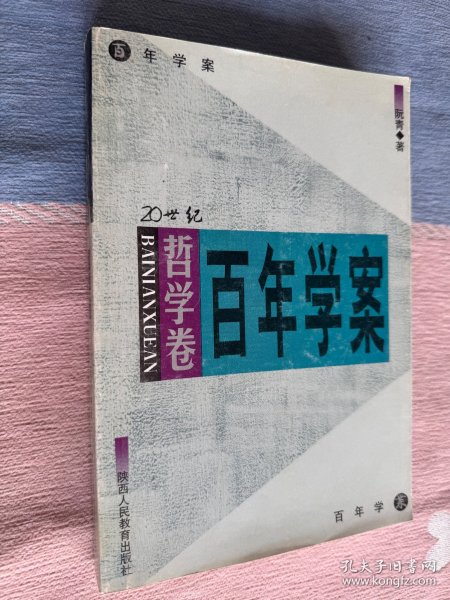 百年学案
阮青◆著
20世纪
哲学卷
BAINIANXUEAN
百年学案
陕西人民教育出版社
百年学案
孔夫子旧书网
www.kongfz.com